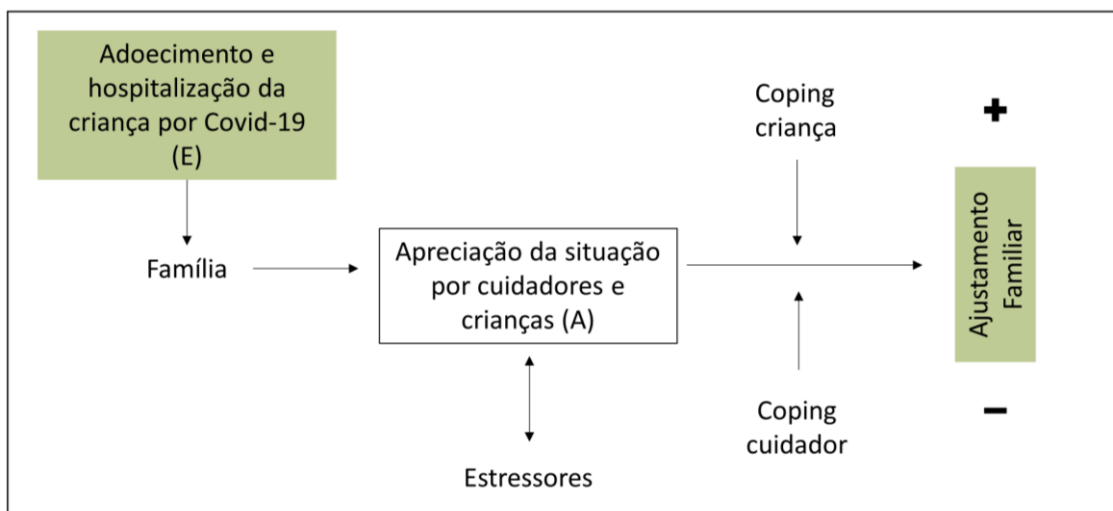 Adoecimento e
hospitalização da
criança por Covid-19
(E)
Família
Apreciação da situação
por cuidadores e
crianças (A)
Estressores
Coping
criança
Coping
cuidador
+
Ajustamento
Familiar
−